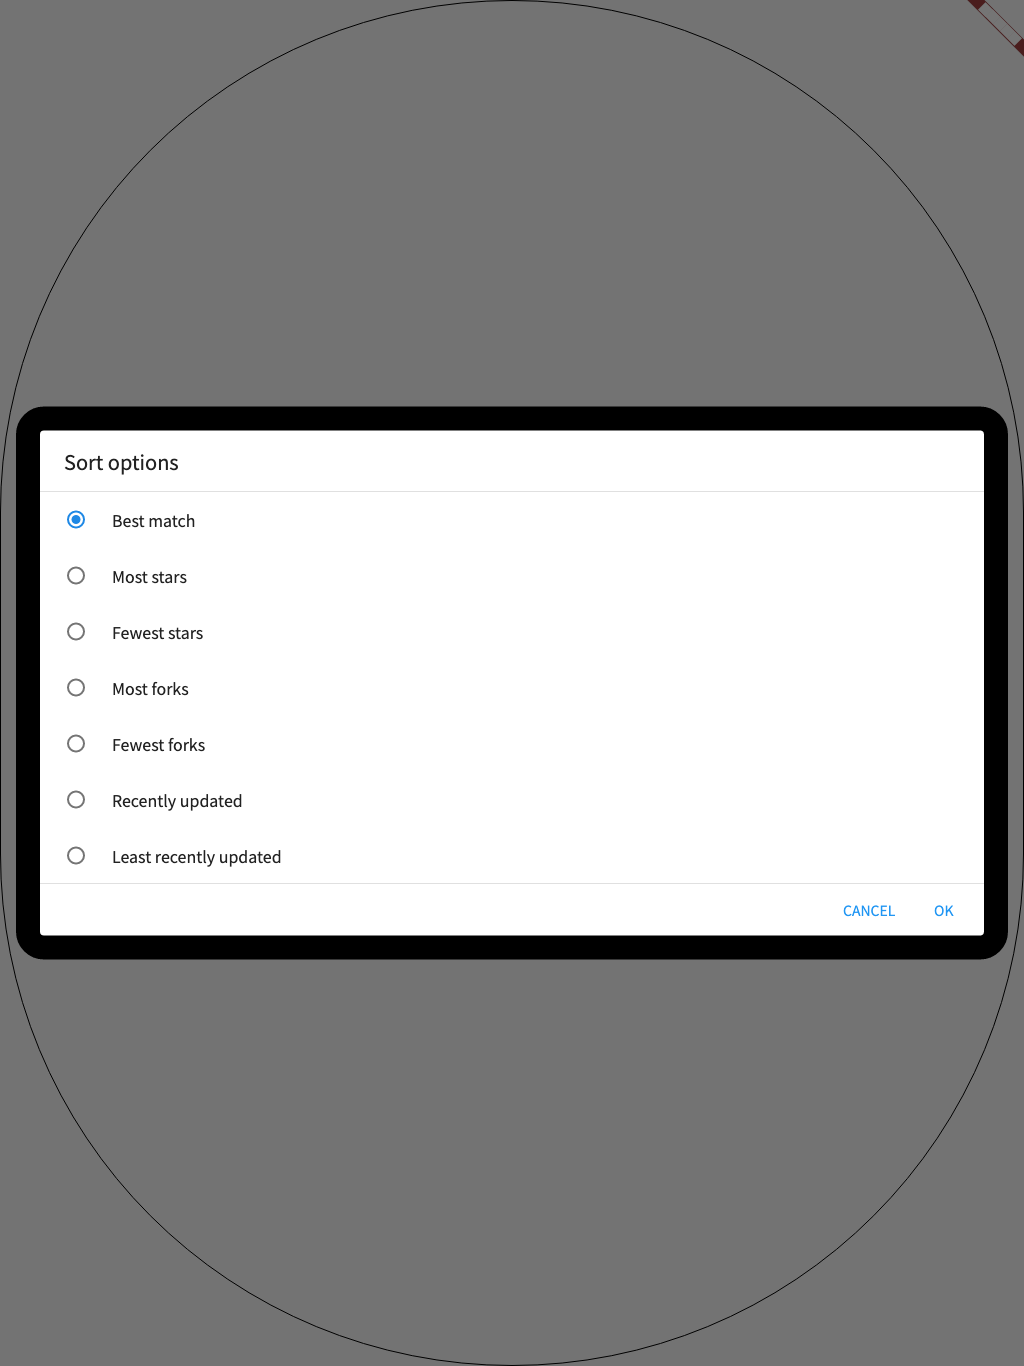 Sort options
Best match
Most stars
Fewest stars
Most forks
Fewest forks
Recently updated
Least recently updated
CANCEL OK